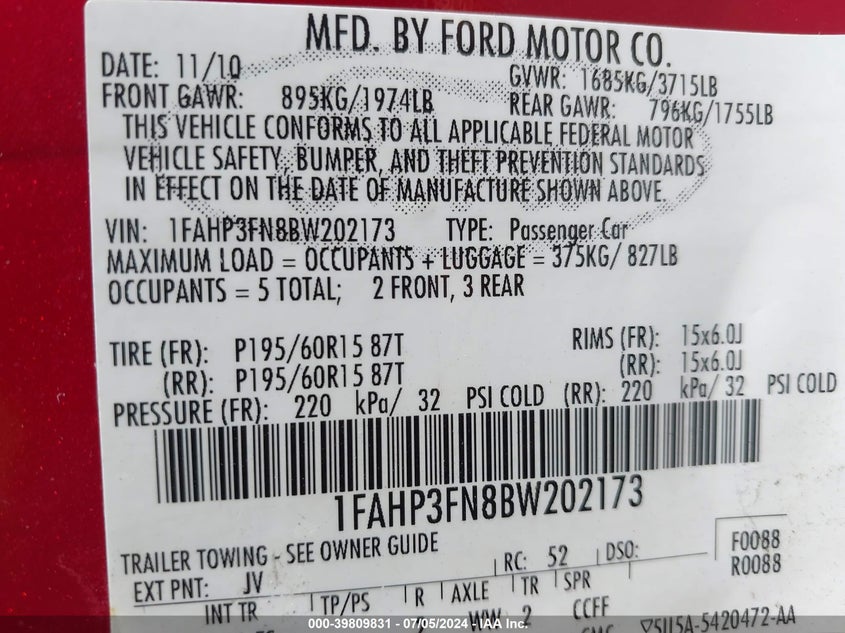 MFD. BY FORD MOTOR CO.
DATE: 11/10 GVWR: 1685KG/3715LB
FRONT GAWR: 895KG/1974LB REAR GAWR: 796KG/1755LB
THIS VEHICLE CONFORMS TO ALL APPLICABLE FEDERAL MOTOR
VEHICLE SAFETY, BUMPER, AND THEFT PREVENTION STANDARDS
IN EFFECT ON THE DATE OF MANUFACTURE SHOWN ABOVE.
VIN: 1FAHP3FN8BW202173 TYPE: Passenger Car
MAXIMUM LOAD = OCCUPANTS + LUGGAGE = 375KG/ 827LB
OCCUPANTS = 5 TOTAL; 2 FRONT, 3 REAR
TIRE (FR): P195/60R15 87T RIMS (FR): 15x6.0J
(RR): P195/60R15 87T (RR): 15x6.0J
PRESSURE (FR): 220 kPa/ 32 PSI COLD (RR): 220 kPa/ 32 PSI COLD
1FAHP3FN8BW202173
TRAILER TOWING - SEE OWNER GUIDE RC: 52 DSO: F0088
R0088
EXT PNT: JV
INT TR TP/PS R AXLE TR SPR
WW 2 CCFF 5U5A-5420472-AA
000-39809831 - 07/05/2024 - IAA Inc.